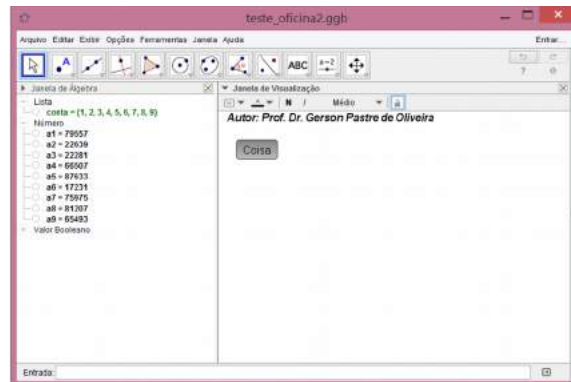 teste_oficina2.ggb
Arquivo Editar Exibir Opções Ferramentas Janela Ajuda
Entrar...
A
ABC
a=2
Janela de Álgebra
Lista
costa = {1, 2, 3, 4, 5, 6, 7, 8, 9}
Número
a1 = 79557
a2 = 22639
a3 = 22281
a4 = 66507
a5 = 87633
a6 = 17231
a7 = 75975
a8 = 81207
a9 = 65493
Valor Booleano
Janela de Visualização
N I Médio a
Autor: Prof. Dr. Gerson Pastre de Oliveira
Coisa
Entrada: